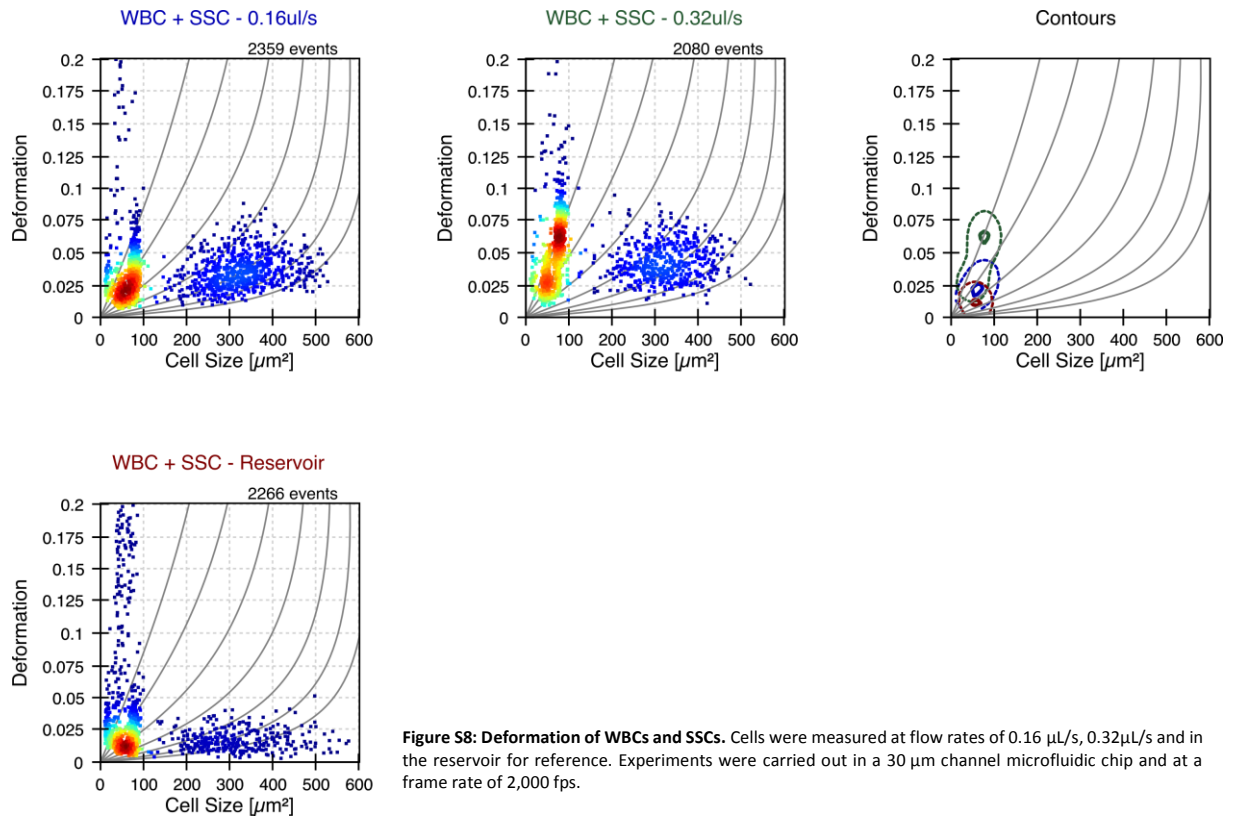 WBC + SSC - 0.16ul/s
2359 events
0.2
0.175
0.15
0.125
0.1
0.075
0.05
0.025
0
Deformation
0 100 200 300 400 500 600
Cell Size [µm²]
WBC + SSC - 0.32ul/s
2080 events
0.2
0.175
0.15
0.125
0.1
0.075
0.05
0.025
0
Deformation
0 100 200 300 400 500 600
Cell Size [µm²]
Contours
0.2
0.175
0.15
0.125
0.1
0.075
0.05
0.025
0
Deformation
0 100 200 300 400 500 600
Cell Size [µm²]
WBC + SSC - Reservoir
2266 events
0.2
0.175
0.15
0.125
0.1
0.075
0.05
0.025
0
Deformation
0 100 200 300 400 500 600
Cell Size [µm²]
Figure S8: Deformation of WBCs and SSCs. Cells were measured at flow rates of 0.16 µL/s, 0.32µL/s and in
the reservoir for reference. Experiments were carried out in a 30 µm channel microfluidic chip and at a
frame rate of 2,000 fps.